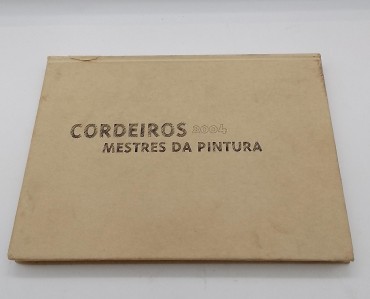 CORDEIROS 2004
MESTRES DA PINTURA